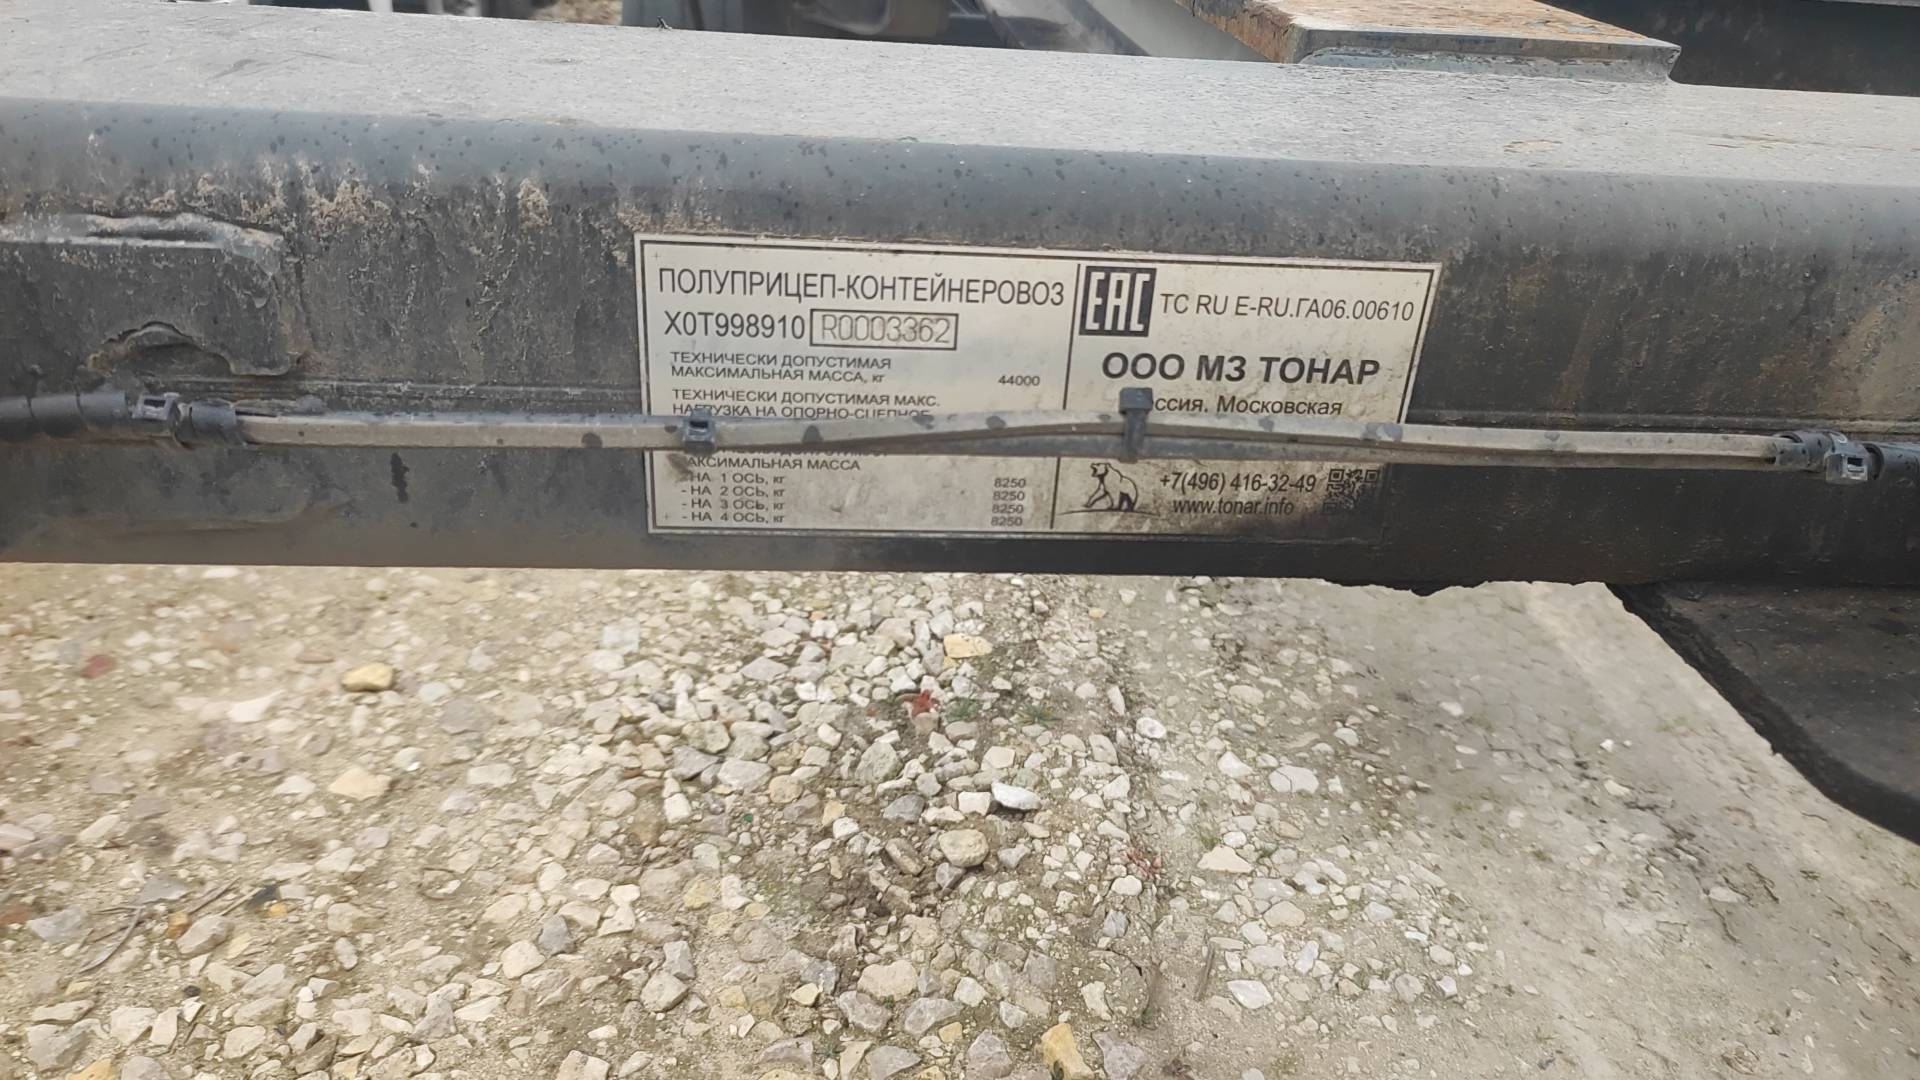 ПОЛУПРИЦЕП-КОНТЕЙНЕРОВОЗ
X0T998910 R0003362
ТЕХНИЧЕСКИ ДОПУСТИМАЯ
МАКСИМАЛЬНАЯ МАССА, кг 44000
ТЕХНИЧЕСКИ ДОПУСТИМАЯ МАКС.
НАГРУЗКА НА ОПОРНО-СЦЕПНОЕ
МАКСИМАЛЬНАЯ МАССА
- НА 1 ОСЬ, кг 8250
- НА 2 ОСЬ, кг 8250
- НА 3 ОСЬ, кг 8250
- НА 4 ОСЬ, кг 8250
EAC TC RU E-RU.ГА06.00610
ООО МЗ ТОНАР
Россия, Московская
+7(496) 416-32-49
www.tonar.info